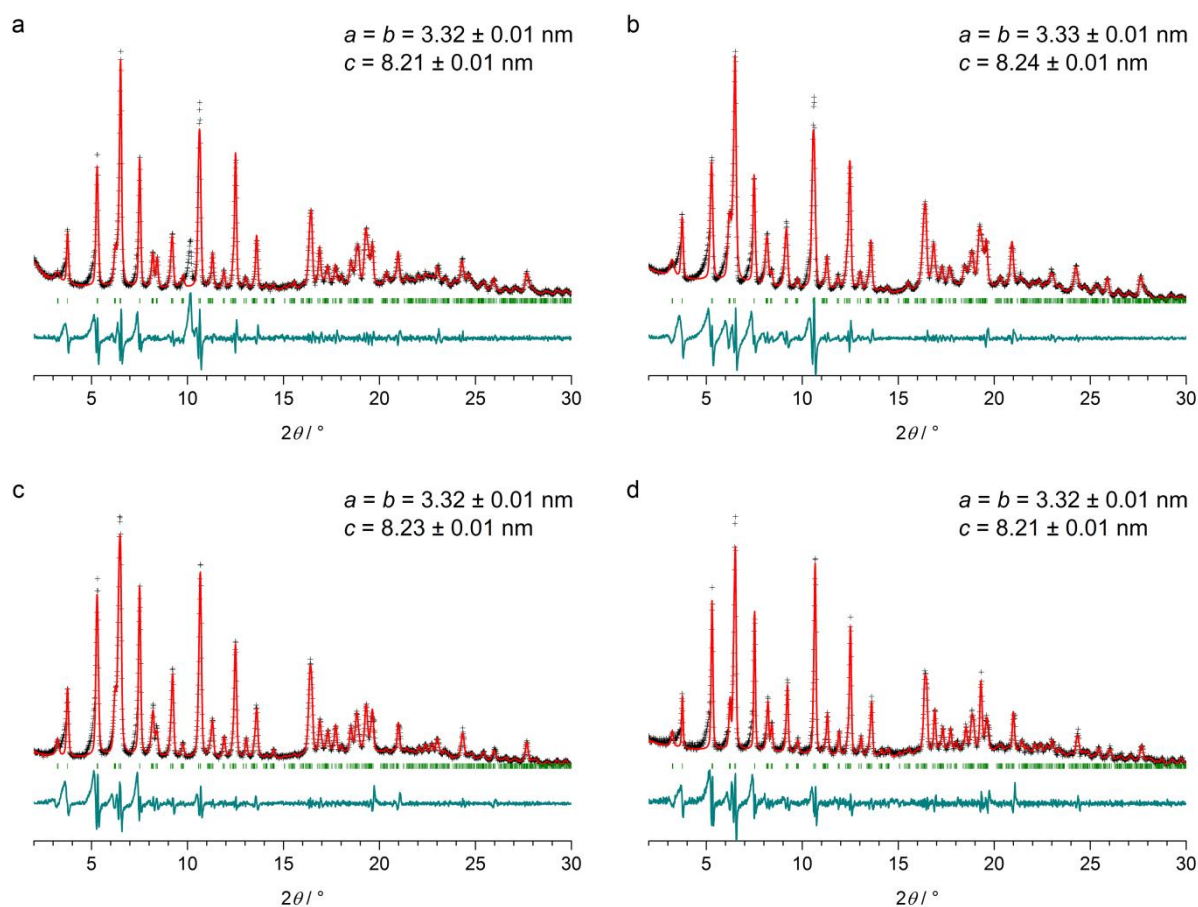 a
a = b = 3.32 ± 0.01 nm
c = 8.21 ± 0.01 nm
5 10 15 20 25 30
2θ / °
b
a = b = 3.33 ± 0.01 nm
c = 8.24 ± 0.01 nm
5 10 15 20 25 30
2θ / °
c
a = b = 3.32 ± 0.01 nm
c = 8.23 ± 0.01 nm
5 10 15 20 25 30
2θ / °
d
a = b = 3.32 ± 0.01 nm
c = 8.21 ± 0.01 nm
5 10 15 20 25 30
2θ / °